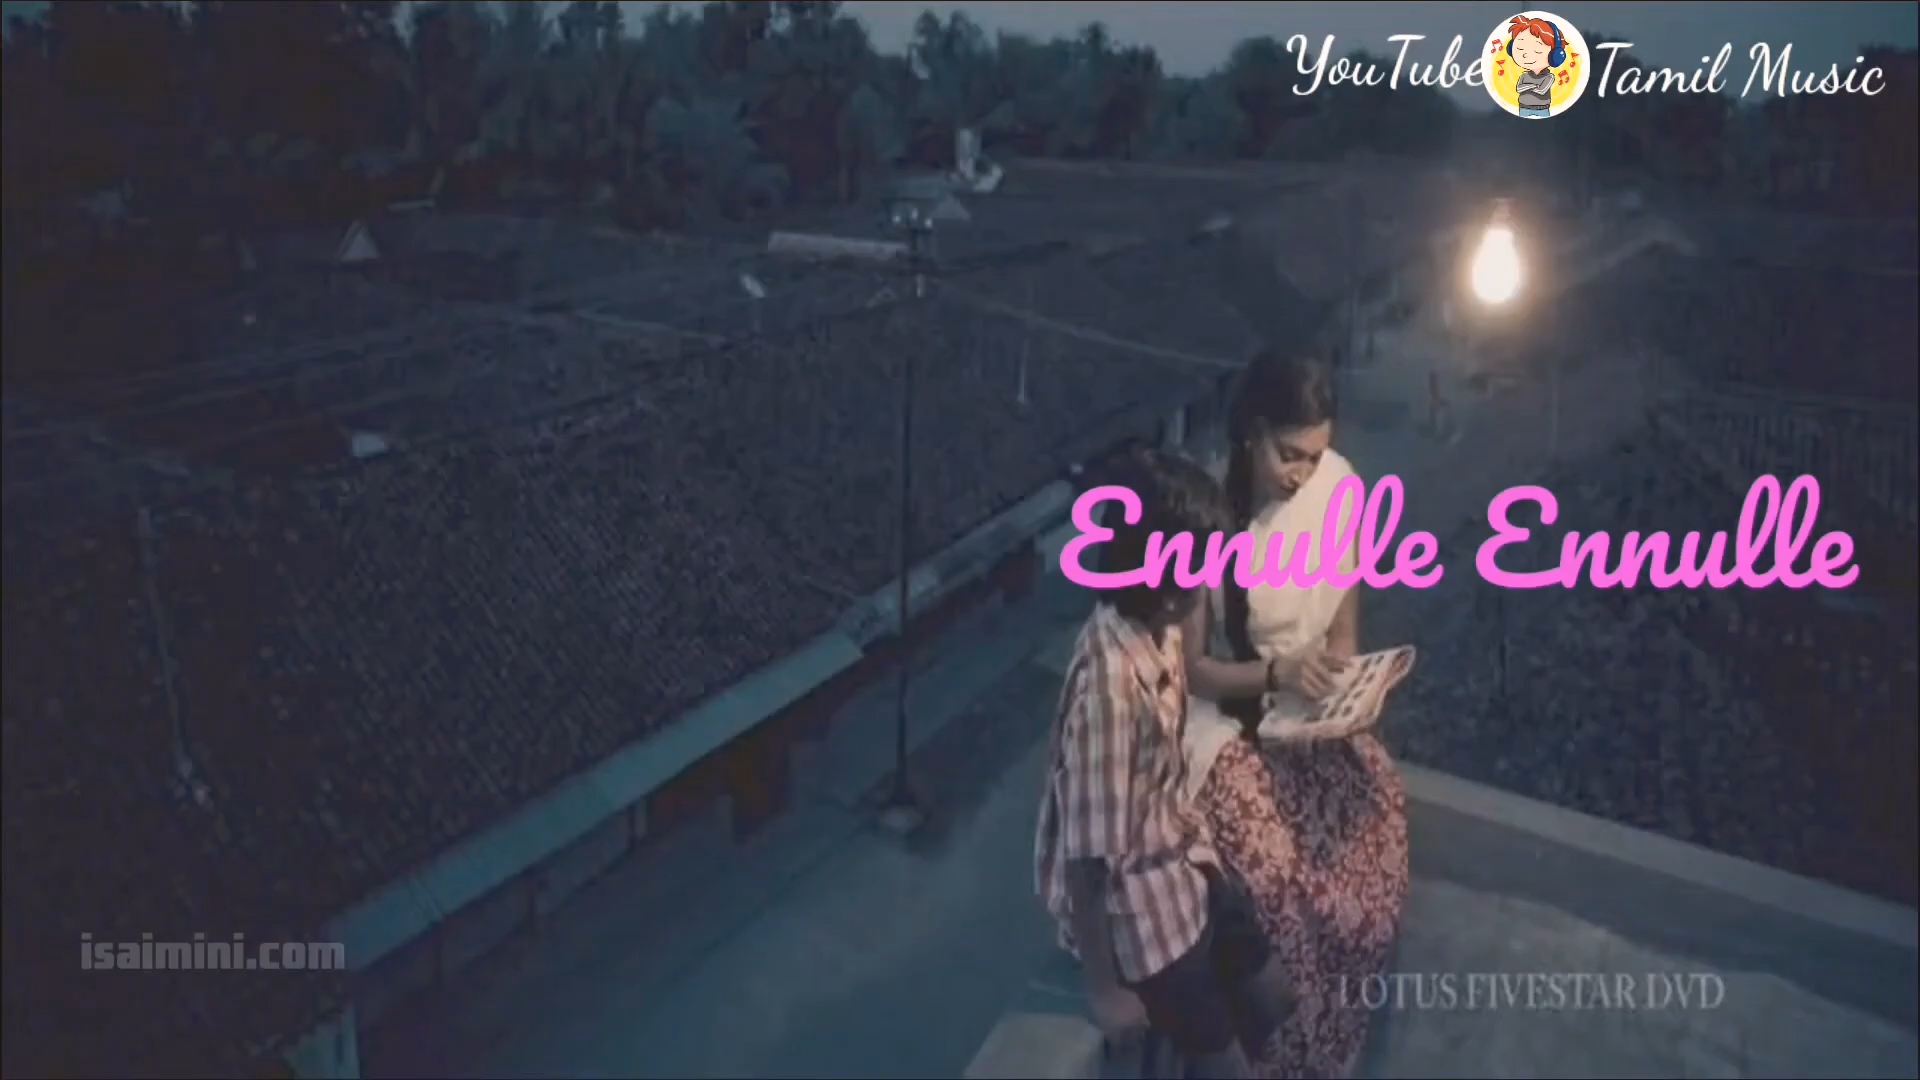 YouTube Tamil Music
Ennulle Ennulle
isaimini.com
LOTUS FIVESTAR DVD